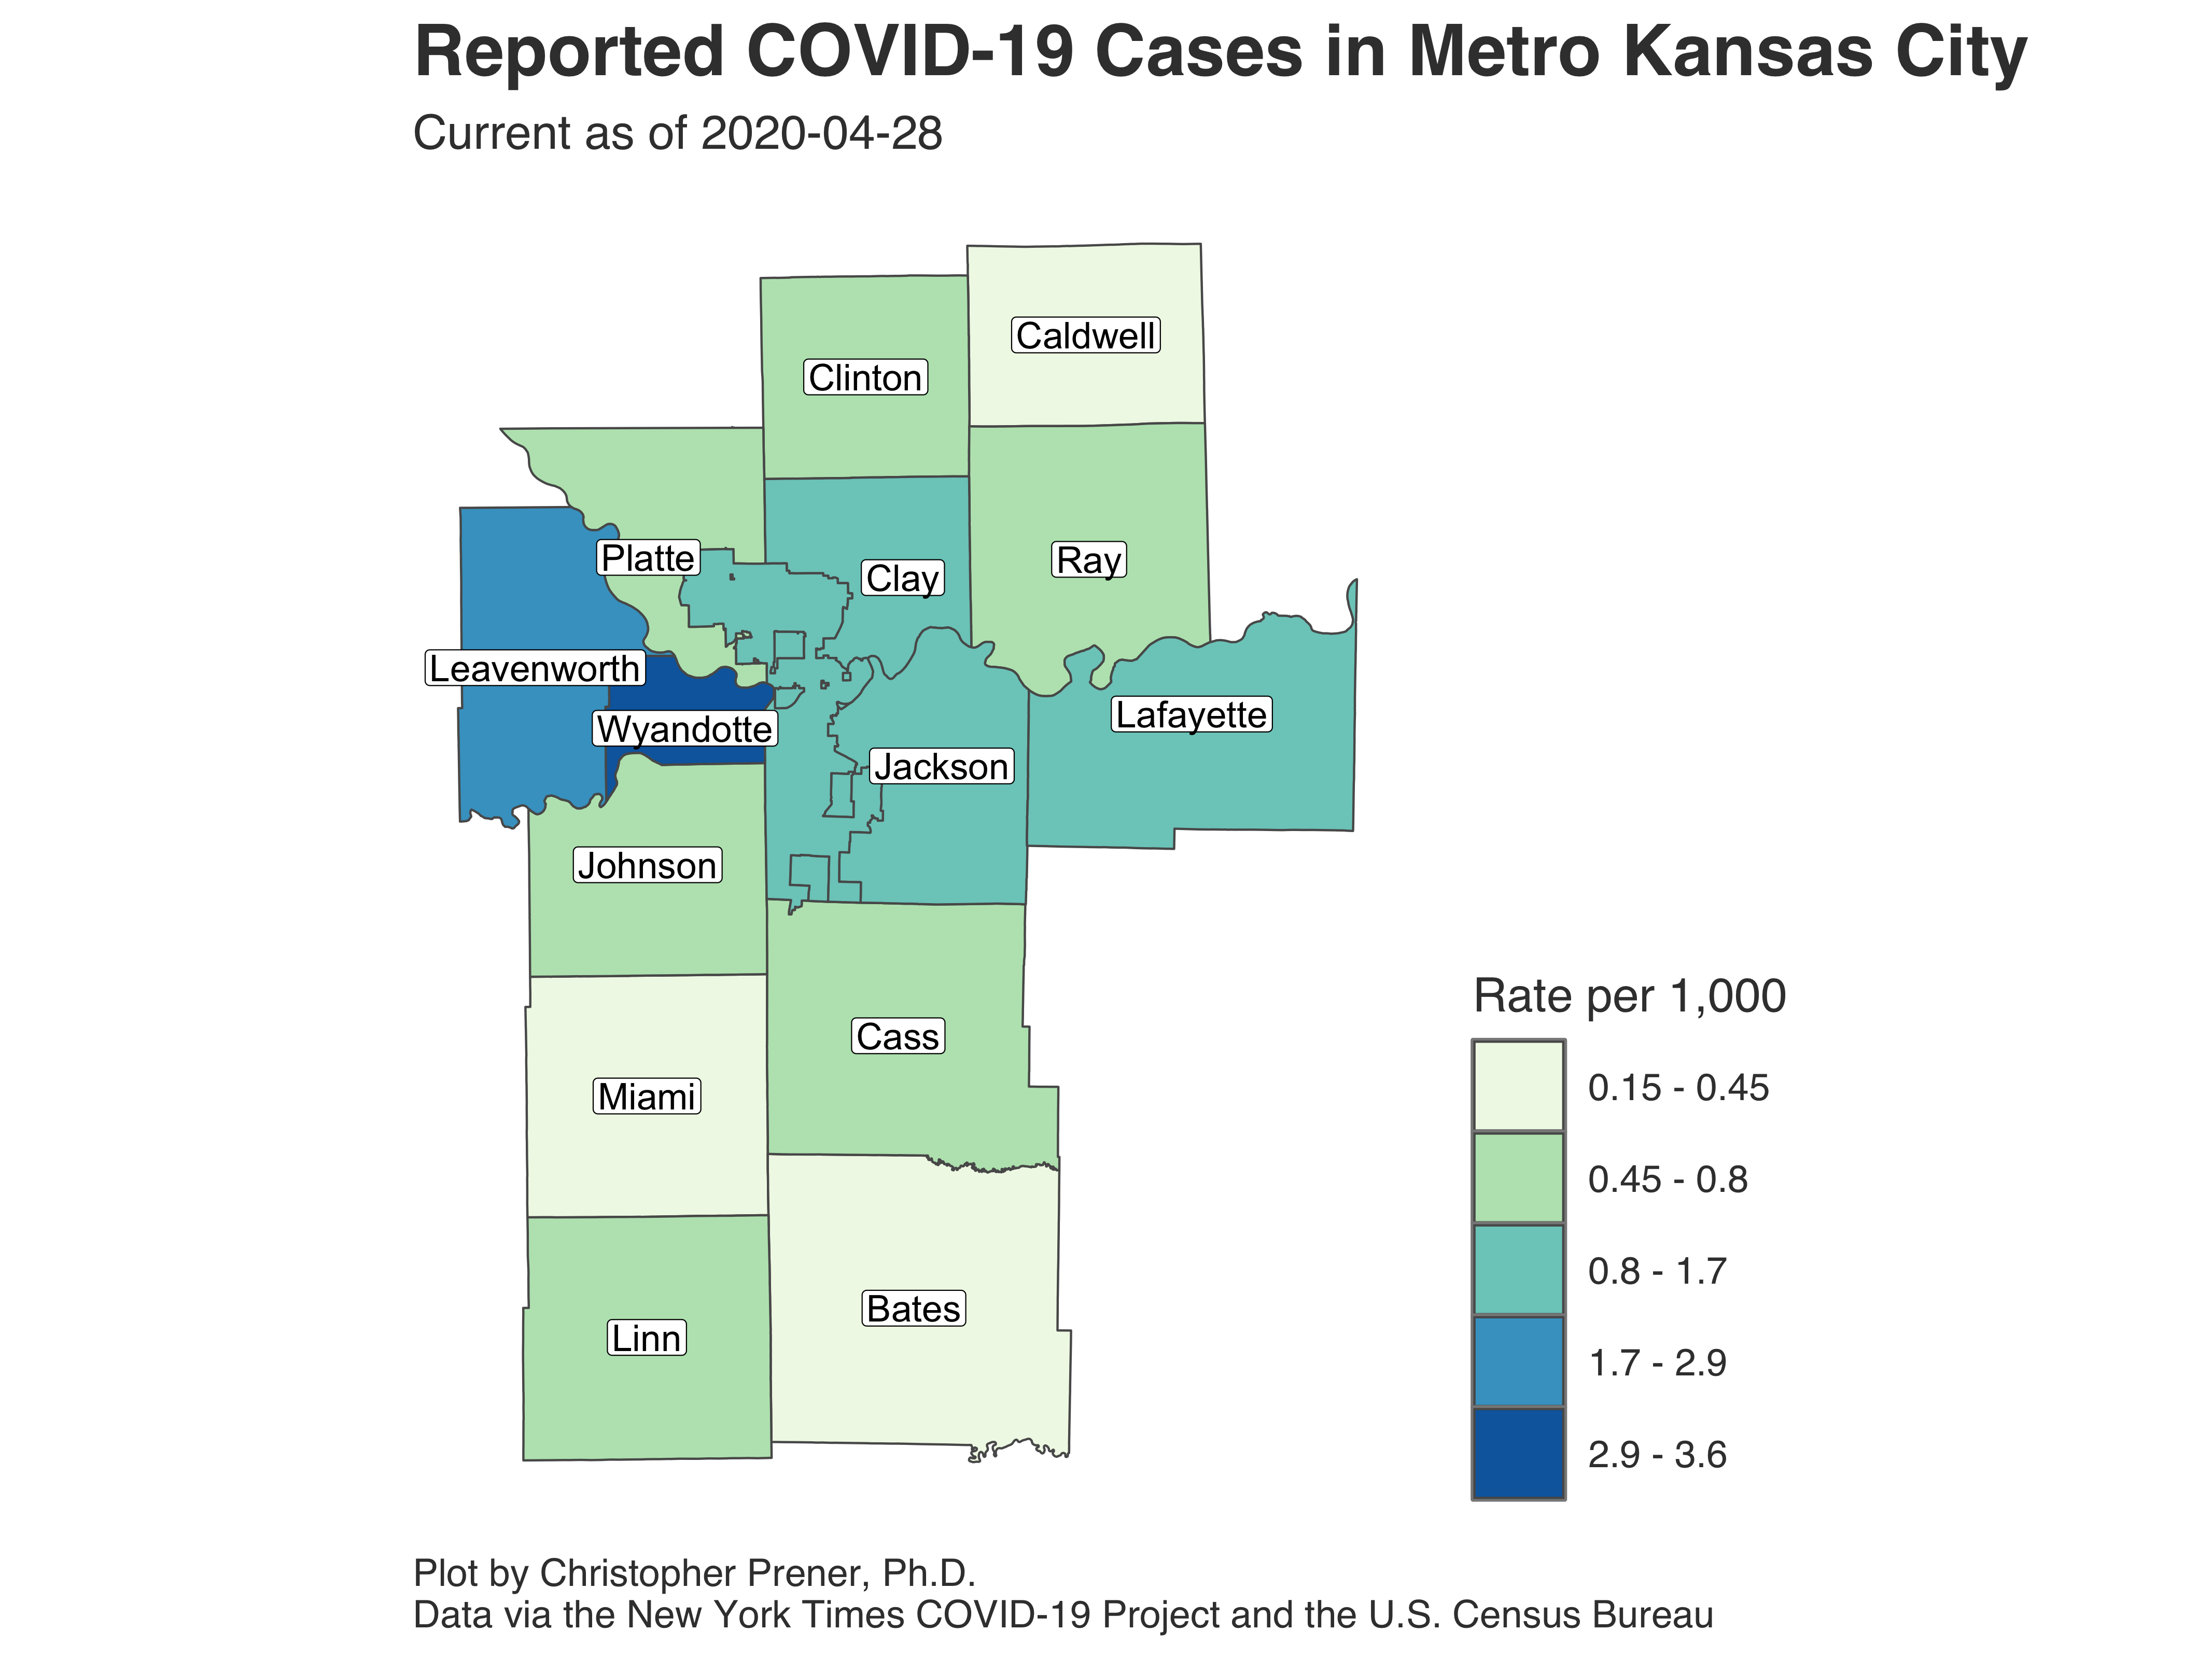 Reported COVID-19 Cases in Metro Kansas City
Current as of 2020-04-28
Caldwell
Clinton
Platte
Clay
Ray
Leavenworth
Wyandotte
Lafayette
Jackson
Johnson
Cass
Miami
Bates
Linn
Rate per 1,000
0.15 - 0.45
0.45 - 0.8
0.8 - 1.7
1.7 - 2.9
2.9 - 3.6
Plot by Christopher Prener, Ph.D.
Data via the New York Times COVID-19 Project and the U.S. Census Bureau